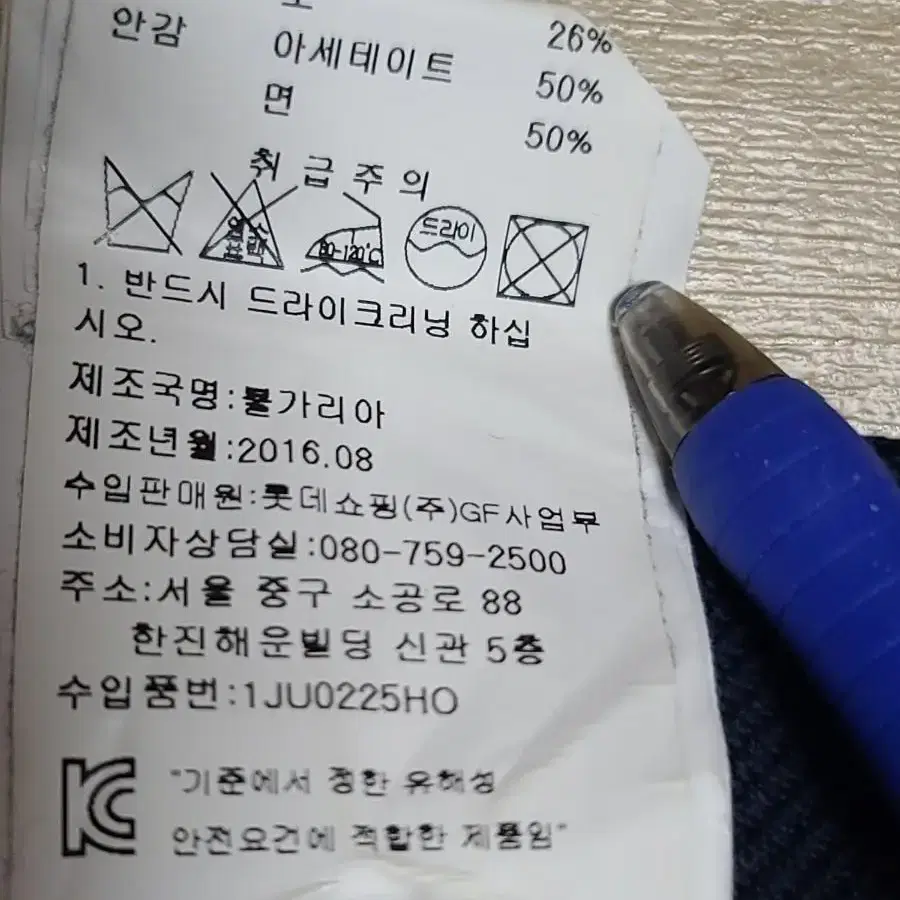 26%
안감 아세테이트 50%
면 50%
취급주의
염소 표백
80-120℃
드라이
1. 반드시 드라이크리닝 하십
시오.
제조국명:불가리아
제조년월:2016.08
수입판매원:롯데쇼핑(주)GF사업부
소비자상담실:080-759-2500
주소:서울 중구 소공로 88
한진해운빌딩 신관 5층
수입품번:1JU0225HO
"기준에서 정한 유해성
안전요건에 적합한 제품임"